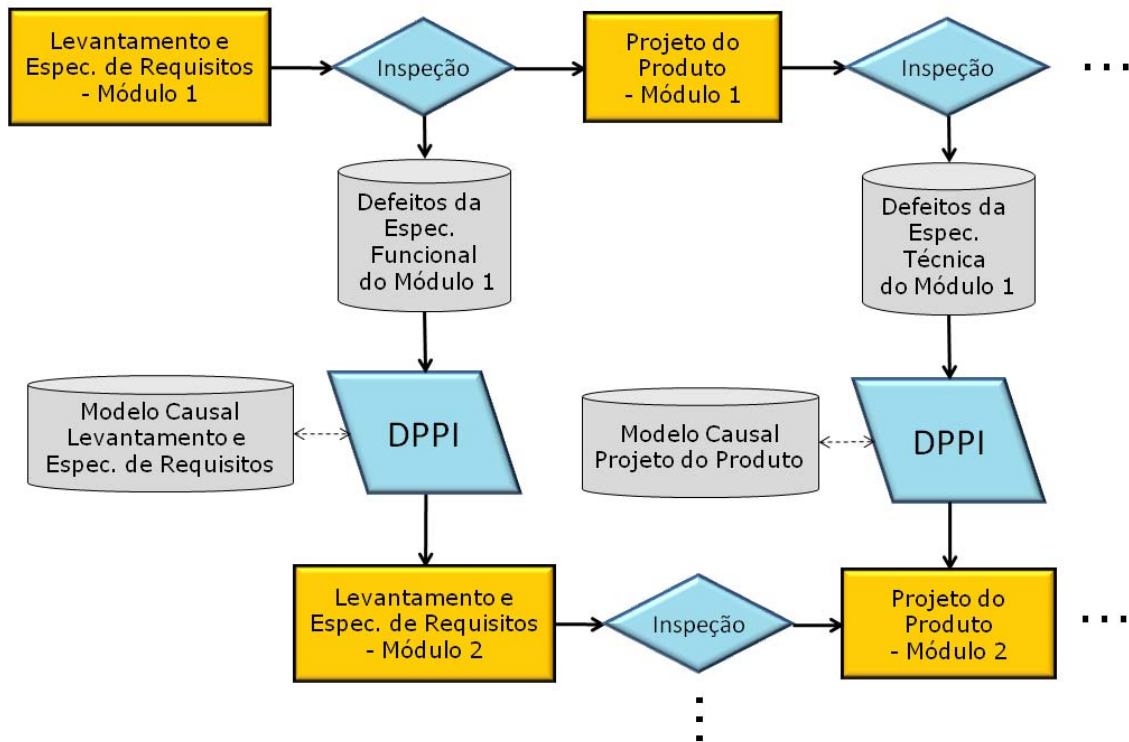 Levantamento e
Espec. de Requisitos
- Módulo 1
Inspeção
Projeto do
Produto
- Módulo 1
Inspeção
...
Defeitos da
Espec.
Funcional
do Módulo 1
Defeitos da
Espec.
Técnica
do Módulo 1
Modelo Causal
Levantamento e
Espec. de Requisitos
DPPI
Modelo Causal
Projeto do Produto
DPPI
Levantamento e
Espec. de Requisitos
- Módulo 2
Inspeção
Projeto do
Produto
- Módulo 2
...
...